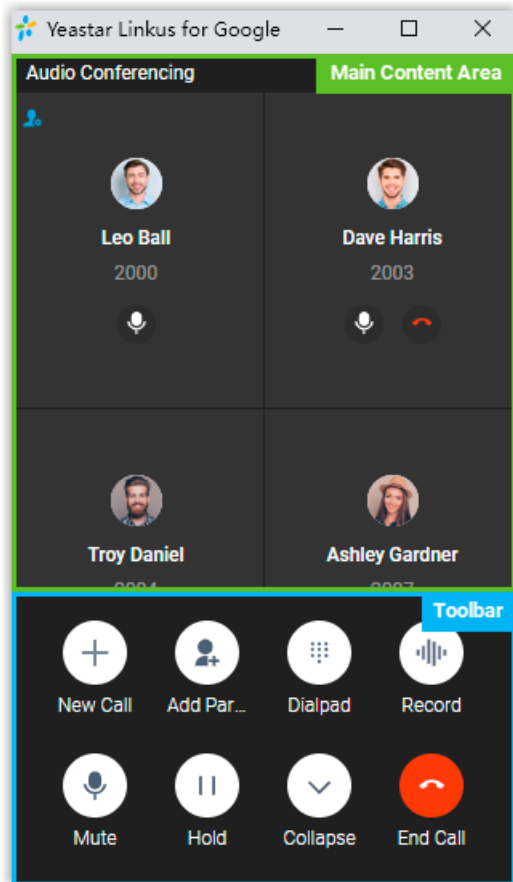 Yeastar Linkus for Google
Audio Conferencing
Main Content Area
Leo Ball
2000
Dave Harris
2003
Troy Daniel
Ashley Gardner
Toolbar
New Call
Add Par...
Dialpad
Record
Mute
Hold
Collapse
End Call